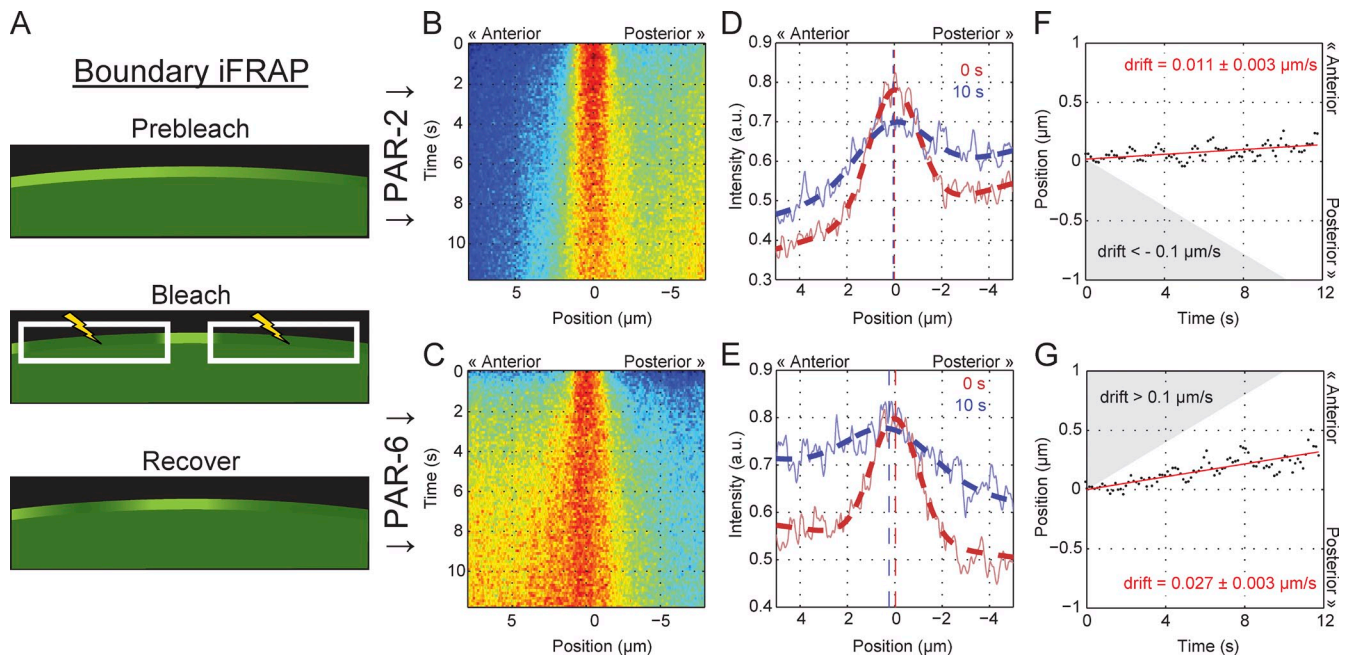 A
Boundary iFRAP
Prebleach
Bleach
Recover
↓ PAR-2 ↓
↓ PAR-6 ↓
B
« Anterior Posterior »
Time (s)
0
2
4
6
8
10
5 0 −5
Position (µm)
C
« Anterior Posterior »
Time (s)
0
2
4
6
8
10
5 0 −5
Position (µm)
D
« Anterior Posterior »
Intensity (a.u.)
0.9
0.8
0.7
0.6
0.5
0.4
0.3
0 s
10 s
4 2 0 −2 −4
Position (µm)
E
« Anterior Posterior »
Intensity (a.u.)
0.9
0.8
0.7
0.6
0.5
0.4
0 s
10 s
4 2 0 −2 −4
Position (µm)
F
Position (µm)
1
0.5
0
−0.5
−1
drift = 0.011 ± 0.003 µm/s
drift < - 0.1 µm/s
« Anterior
Posterior »
0 4 8 12
Time (s)
G
Position (µm)
1
0.5
0
−0.5
−1
drift > 0.1 µm/s
drift = 0.027 ± 0.003 µm/s
« Anterior
Posterior »
0 4 8 12
Time (s)